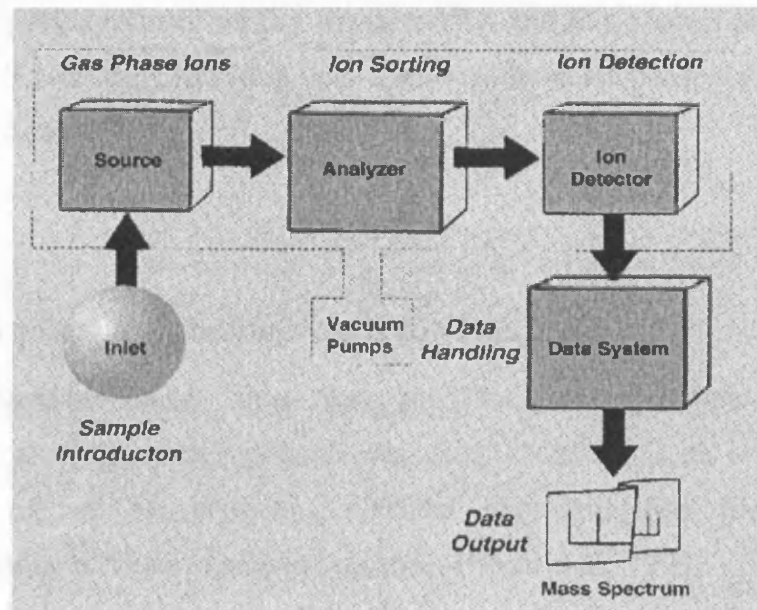 Gas Phase Ions
Ion Sorting
Ion Detection
Source
Analyzer
Ion
Detector
Inlet
Vacuum
Pumps
Data
Handling
Data System
Sample
Introducton
Data
Output
Mass Spectrum